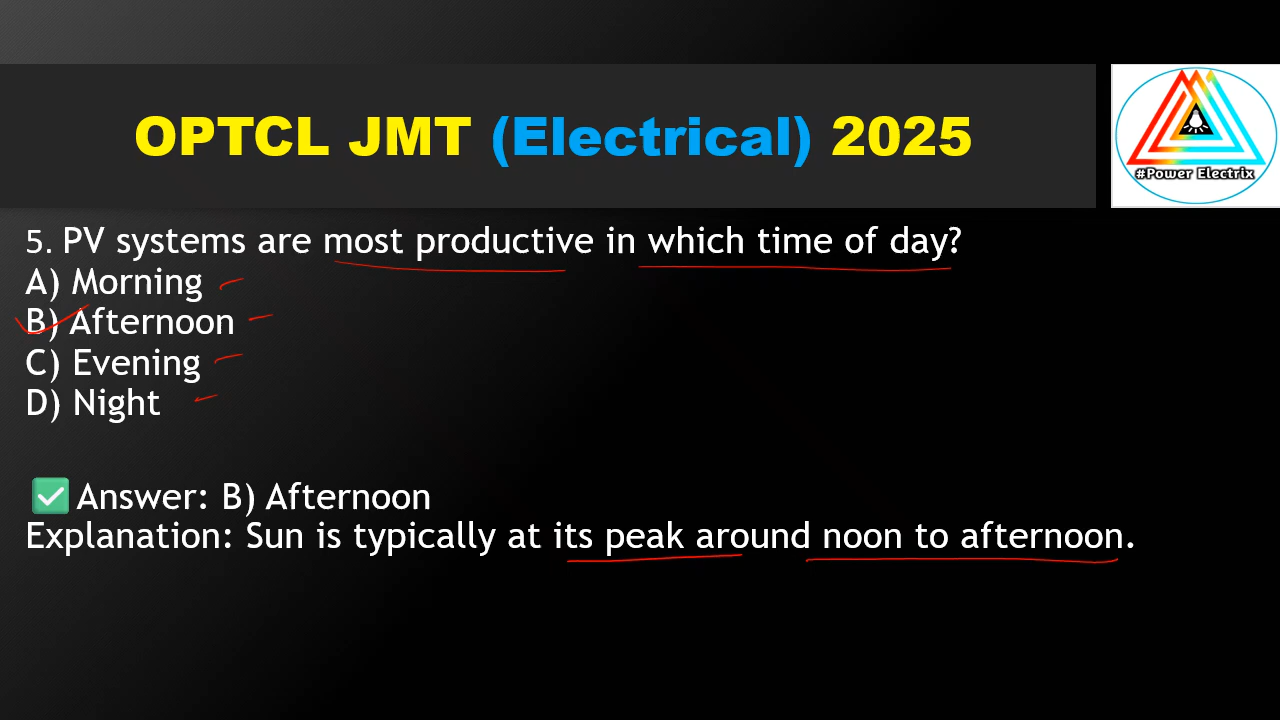 OPTCL JMT (Electrical) 2025
#Power Electrix
5. PV systems are most productive in which time of day?
A) Morning
B) Afternoon
C) Evening
D) Night
✅ Answer: B) Afternoon
Explanation: Sun is typically at its peak around noon to afternoon.